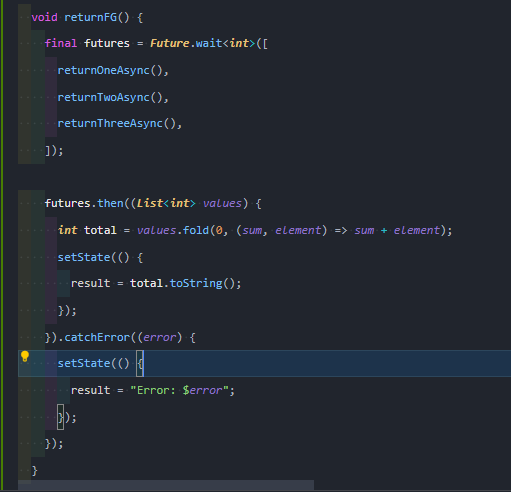 void returnFG() {
final futures = Future.wait<int>([
returnOneAsync(),
returnTwoAsync(),
returnThreeAsync(),
]);
futures.then((List<int> values) {
int total = values.fold(0, (sum, element) => sum + element);
setState(() {
result = total.toString();
});
}).catchError((error) {
setState(() {
result = "Error: $error";
});
});
}